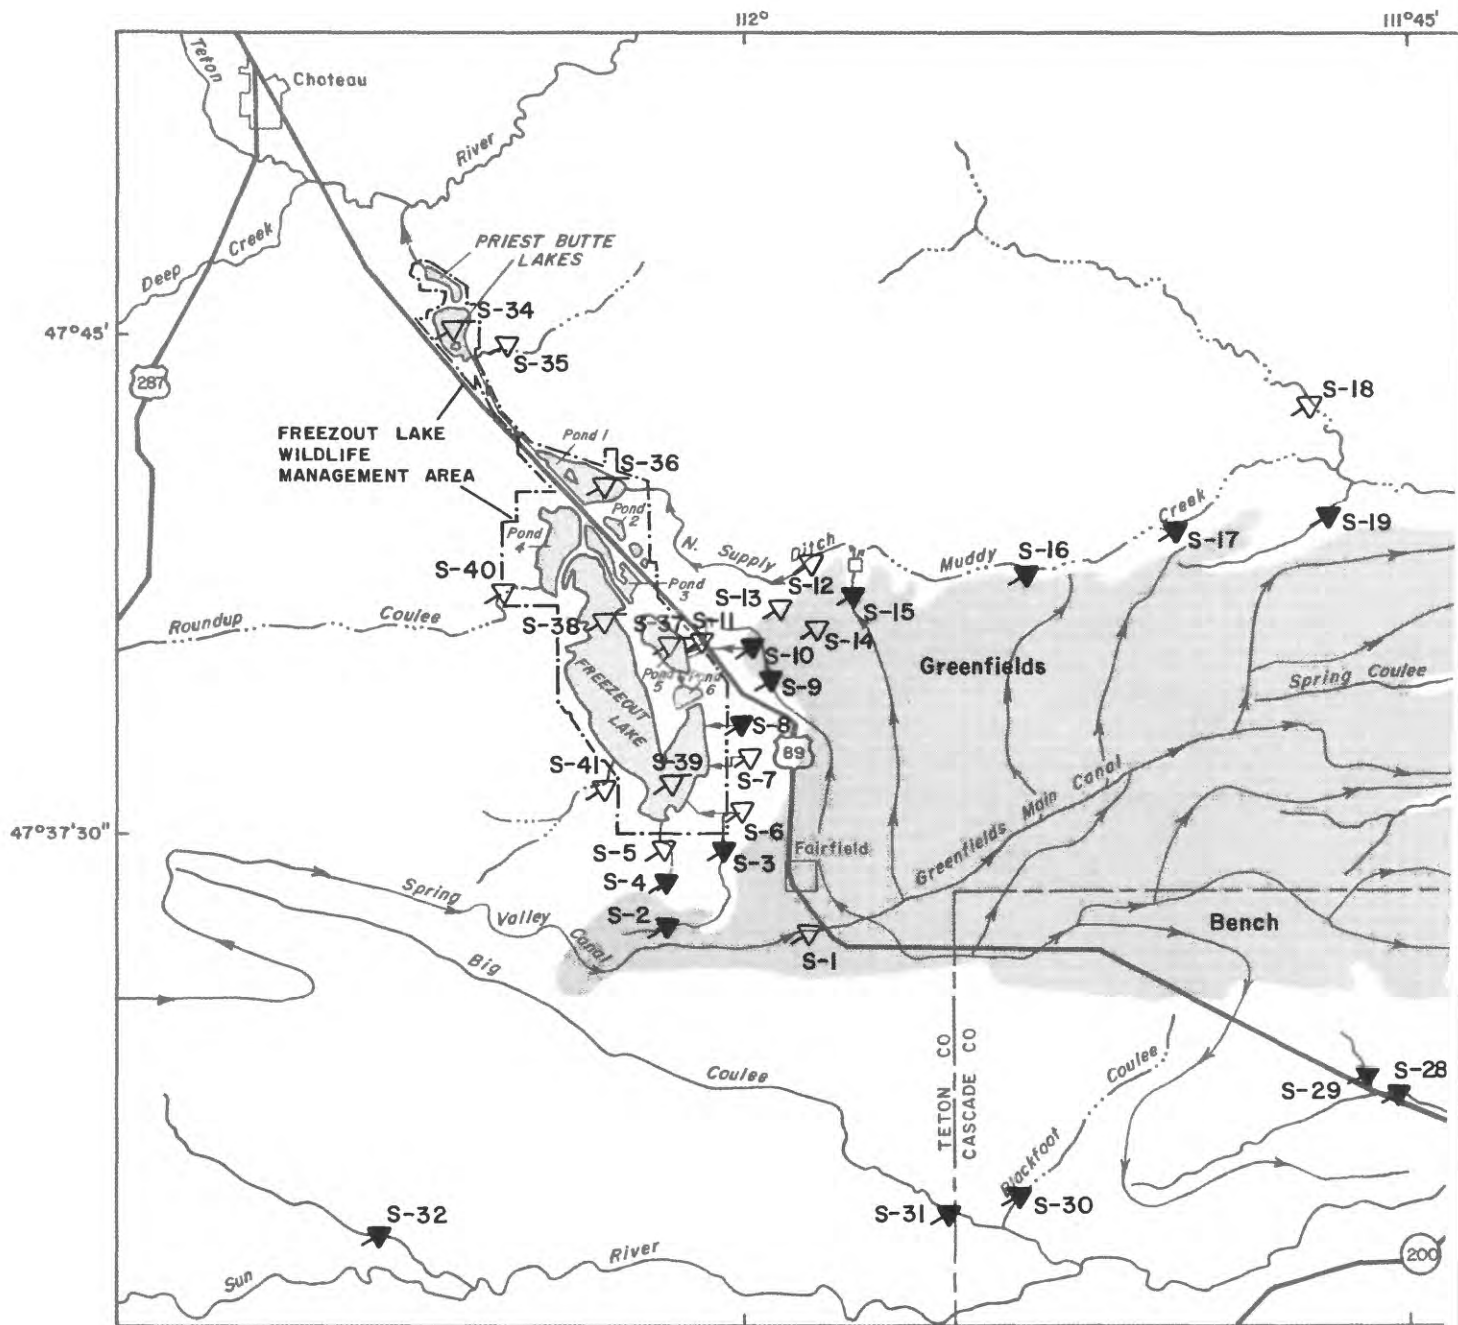 112°
111°45'
Teton
Choteau
River
Deep Creek
PRIEST BUTTE
LAKES
S-34
47°45'
S-35
287
S-18
FREEZOUT LAKE
WILDLIFE
MANAGEMENT AREA
Pond 1
S-36
Pond
2
Pond
4
N. Supply Ditch
Muddy Creek
S-17
S-19
S-16
S-12
S-40
Pond
3
S-13
S-15
Roundup Coulee
S-38
S-37
S-11
S-14
S-10
Greenfields
Pond
5
Pond
6
S-9
Spring Coulee
FREEZOUT
LAKE
S-8
89
S-41
S-39
S-7
Greenfields Main Canal
47°37'30"
S-6
S-5
S-3
Fairfield
S-4
Spring Valley Canal
S-2
Bench
S-1
Big Coulee
TETON CO
CASCADE CO
Blackfoot Coulee
S-29
S-28
S-32
S-31
S-30
Sun River
200